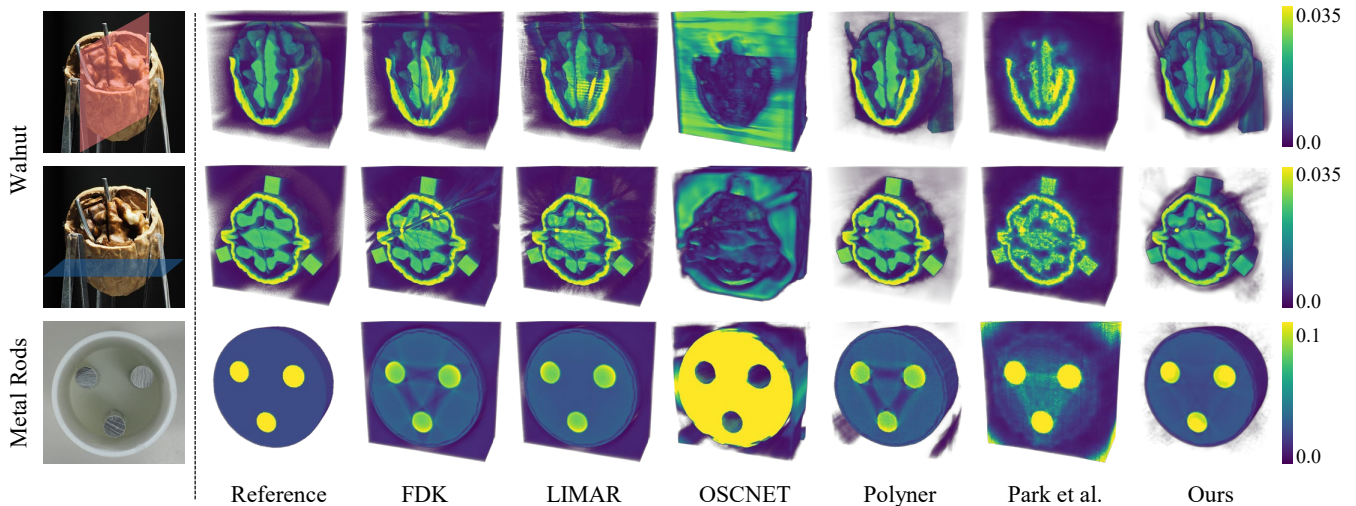 Walnut
0.035
0.0
0.035
0.0
Metal Rods
0.1
0.0
Reference FDK LIMAR OSCNET Polyner Park et al. Ours